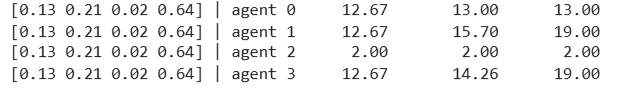 [0.13 0.21 0.02 0.64] | agent 0 12.67 13.00 13.00
[0.13 0.21 0.02 0.64] | agent 1 12.67 15.70 19.00
[0.13 0.21 0.02 0.64] | agent 2 2.00 2.00 2.00
[0.13 0.21 0.02 0.64] | agent 3 12.67 14.26 19.00